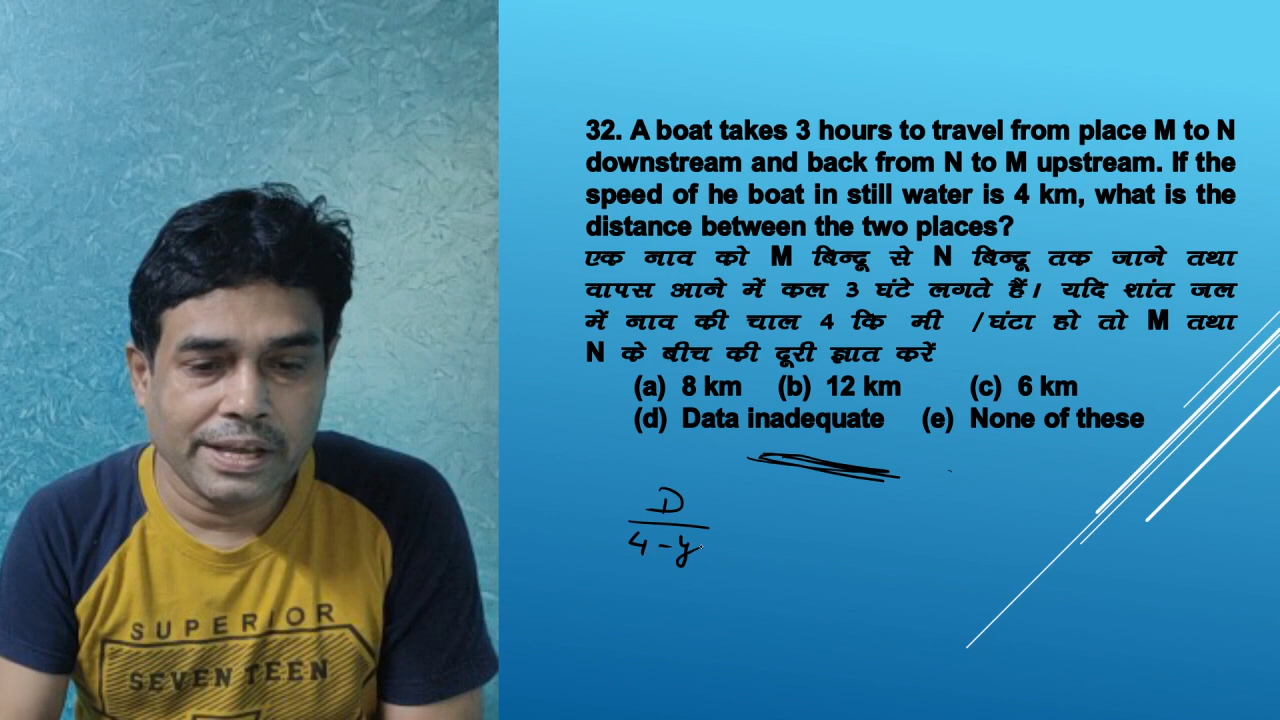 32. A boat takes 3 hours to travel from place M to N
downstream and back from N to M upstream. If the
speed of he boat in still water is 4 km, what is the
distance between the two places?
एक नाव को M बिन्दू से N बिन्दू तक जाने तथा
वापस आने में कल 3 घंटे लगते हैं। यदि शांत जल
में नाव की चाल 4 कि मी /घंटा हो तो M तथा
N के बीच की दूरी ज्ञात करें
(a) 8 km (b) 12 km (c) 6 km
(d) Data inadequate (e) None of these
D
4 - y
SUPERIOR
SEVENTEEN